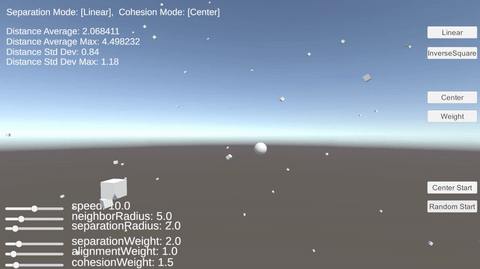 Separation Mode: [Linear],  Cohesion Mode: [Center]
Distance Average: 2.068411
Distance Average Max: 4.498232
Distance Std Dev: 0.84
Distance Std Dev Max: 1.18
Linear
InverseSquare
Center
Weight
Center Start
Random Start
speed: 10.0
neighborRadius: 5.0
separationRadius: 2.0
separationWeight: 2.0
alignmentWeight: 1.0
cohesionWeight: 1.5